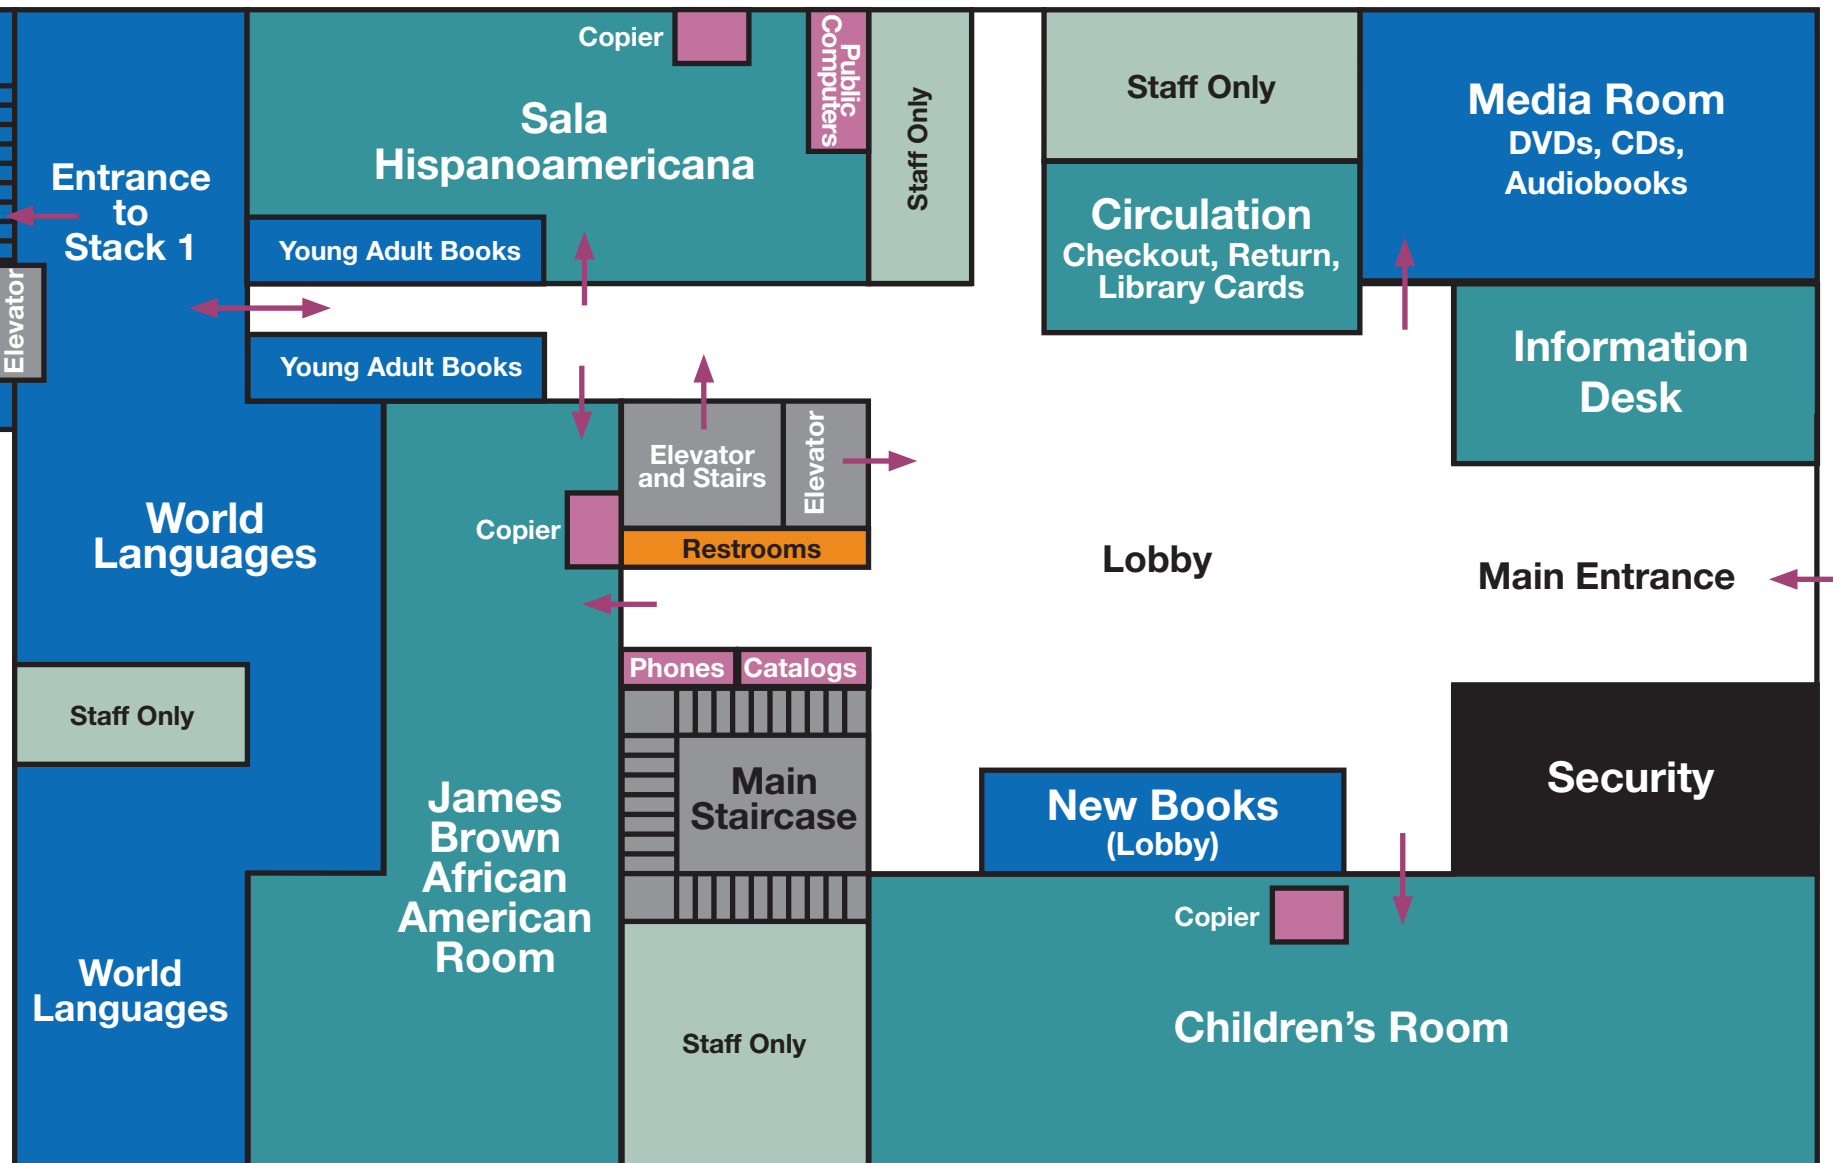 Copier
Public
Computers
Staff Only
Staff Only
Media Room
DVDs, CDs,
Audiobooks
Sala
Hispanoamericana
Entrance
to
Stack 1
Elevator
Young Adult Books
Young Adult Books
Circulation
Checkout, Return,
Library Cards
Information
Desk
Elevator
and Stairs
Elevator
Restrooms
Copier
World
Languages
Lobby
Main Entrance
Phones
Catalogs
Staff Only
Main
Staircase
James
Brown
African
American
Room
New Books
(Lobby)
Security
Copier
World
Languages
Staff Only
Children’s Room